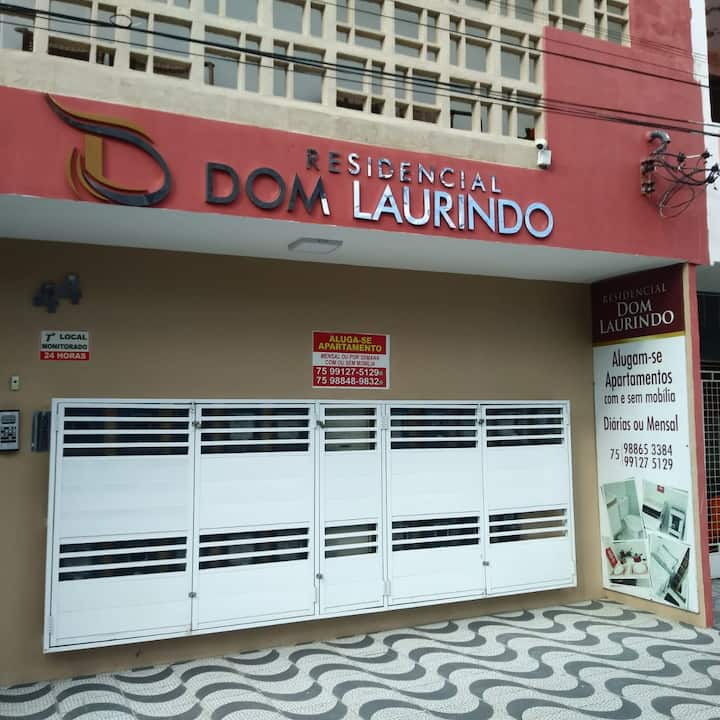 RESIDENCIAL
DOM LAURINDO
44
LOCAL
MONITORADO
24 HORAS
ALUGA-SE
APARTAMENTO
MENSAL OU POR SEMANA
COM OU SEM MOBILIA
75 99127-5129
75 98848-9832
RESIDENCIAL
DOM
LAURINDO
Alugam-se
Apartamentos
com e sem mobília
Diárias ou Mensal
75 98865 3384
99127 5129